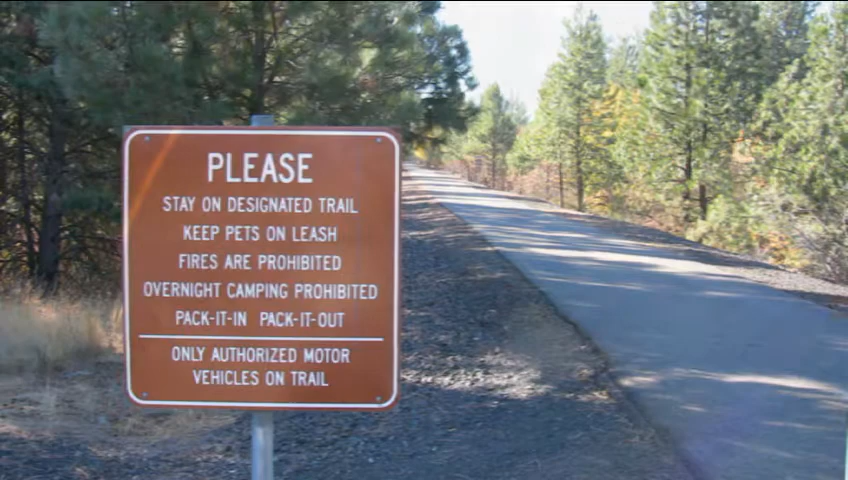 PLEASE
STAY ON DESIGNATED TRAIL
KEEP PETS ON LEASH
FIRES ARE PROHIBITED
OVERNIGHT CAMPING PROHIBITED
PACK-IT-IN PACK-IT-OUT
ONLY AUTHORIZED MOTOR
VEHICLES ON TRAIL